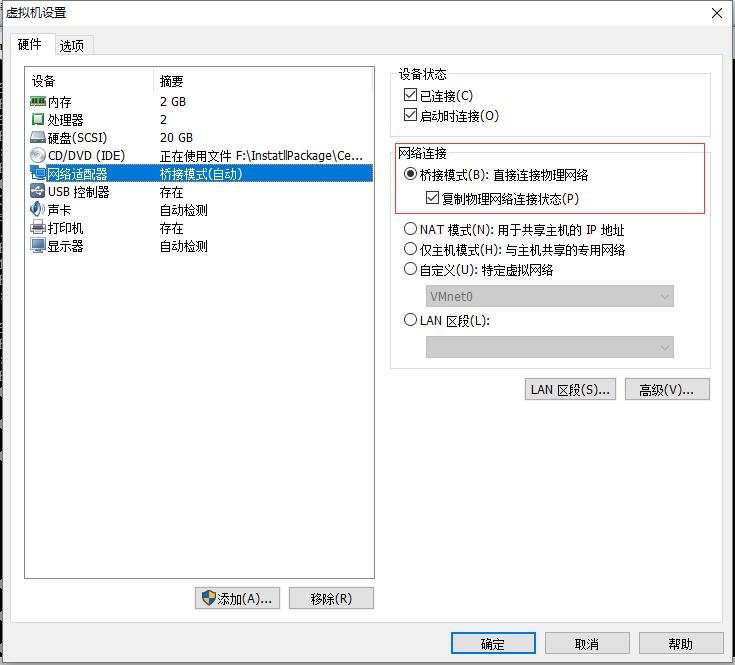 虚拟机设置
硬件 选项
设备 摘要
内存 2 GB
处理器 2
硬盘(SCSI) 20 GB
CD/DVD (IDE) 正在使用文件 F:\InstatllPackage\Ce...
网络适配器 桥接模式(自动)
USB 控制器 存在
声卡 自动检测
打印机 存在
显示器 自动检测
添加(A)... 移除(R)
设备状态
已连接(C)
启动时连接(O)
网络连接
桥接模式(B): 直接连接物理网络
复制物理网络连接状态(P)
NAT 模式(N): 用于共享主机的 IP 地址
仅主机模式(H): 与主机共享的专用网络
自定义(U): 特定虚拟网络
VMnet0
LAN 区段(L):
LAN 区段(S)... 高级(V)...
确定 取消 帮助